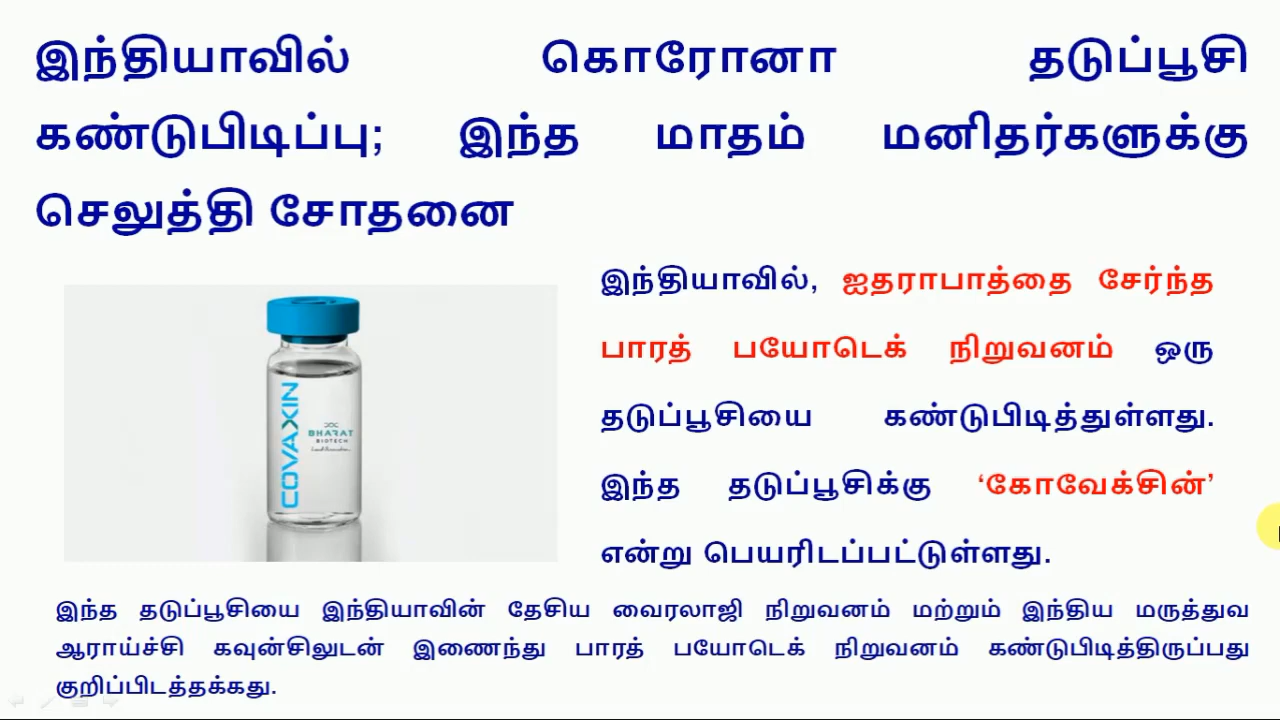 இந்தியாவில் கொரோனா தடுப்பூசி
கண்டுபிடிப்பு; இந்த மாதம் மனிதர்களுக்கு
செலுத்தி சோதனை
இந்தியாவில், ஐதராபாத்தை சேர்ந்த
பாரத் பயோடெக் நிறுவனம் ஒரு
தடுப்பூசியை கண்டுபிடித்துள்ளது.
இந்த தடுப்பூசிக்கு ‘கோவேக்சின்’
என்று பெயரிடப்பட்டுள்ளது.
COVAXIN
BHARAT
BIOTECH
இந்த தடுப்பூசியை இந்தியாவின் தேசிய வைரலாஜி நிறுவனம் மற்றும் இந்திய மருத்துவ
ஆராய்ச்சி கவுன்சிலுடன் இணைந்து பாரத் பயோடெக் நிறுவனம் கண்டுபிடித்திருப்பது
குறிப்பிடத்தக்கது.